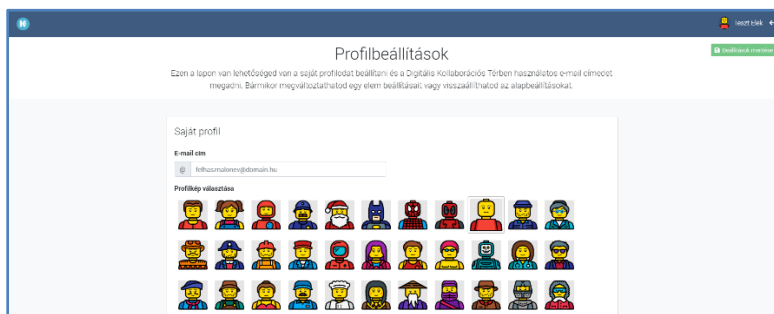 Teszt Elek
Profilbeállítások
Beállítások mentése
Ezen a lapon van lehetőséged van a saját profilodat beállítani és a Digitális Kollaborációs Térben használatos e-mail címedet
megadni. Bármikor megváltoztathatod egy elem beállításait vagy visszaállíthatod az alapbeállításokat.
Saját profil
E-mail cím
@ felhasznalonev@domain.hu
Profilkép választása